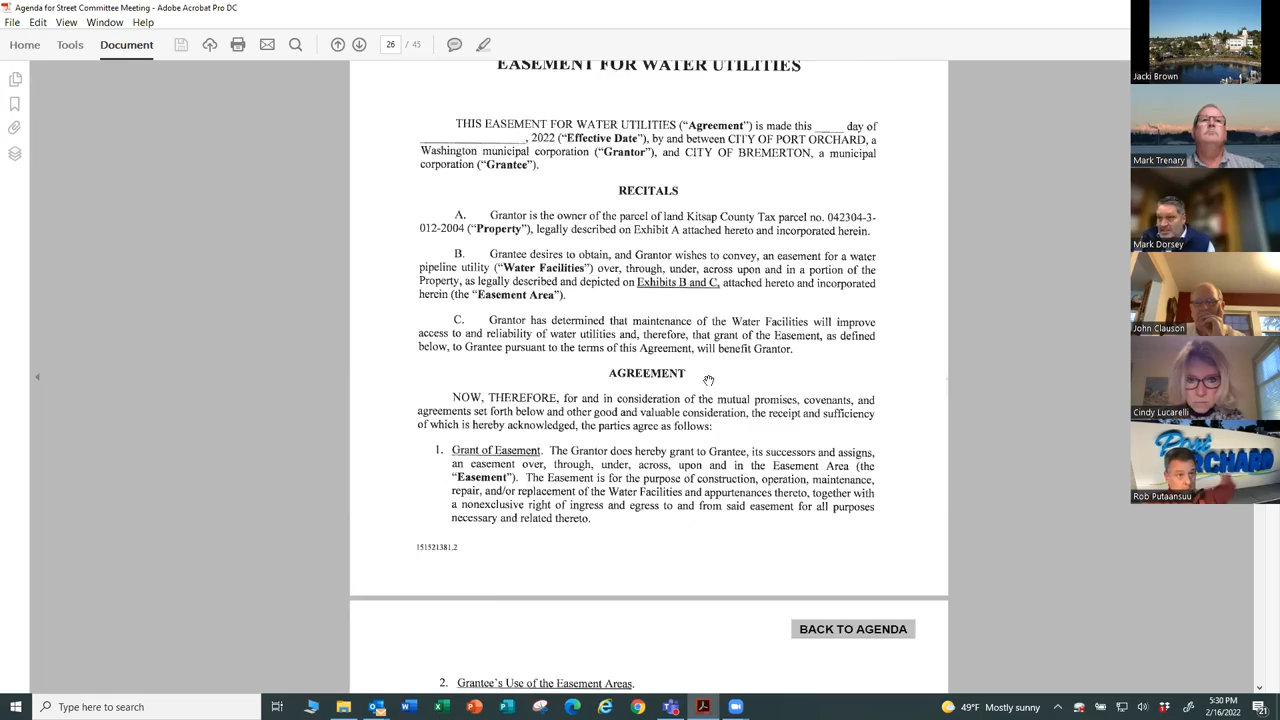 Agenda for Street Committee Meeting - Adobe Acrobat Pro DC
File Edit View Window Help
Home Tools Document 26 / 45
EASEMENT FOR WATER UTILITIES
THIS EASEMENT FOR WATER UTILITIES (“Agreement”) is made this _____ day of
______________, 2022 (“Effective Date”), by and between CITY OF PORT ORCHARD, a
Washington municipal corporation (“Grantor”), and CITY OF BREMERTON, a municipal
corporation (“Grantee”).
RECITALS
A. Grantor is the owner of the parcel of land Kitsap County Tax parcel no. 042304-3-
012-2004 (“Property”), legally described on Exhibit A attached hereto and incorporated herein.
B. Grantee desires to obtain, and Grantor wishes to convey, an easement for a water
pipeline utility (“Water Facilities”) over, through, under, across upon and in a portion of the
Property, as legally described and depicted on Exhibits B and C, attached hereto and incorporated
herein (the “Easement Area”).
C. Grantor has determined that maintenance of the Water Facilities will improve
access to and reliability of water utilities and, therefore, that grant of the Easement, as defined
below, to Grantee pursuant to the terms of this Agreement, will benefit Grantor.
AGREEMENT
NOW, THEREFORE, for and in consideration of the mutual promises, covenants, and
agreements set forth below and other good and valuable consideration, the receipt and sufficiency
of which is hereby acknowledged, the parties agree as follows:
1. Grant of Easement. The Grantor does hereby grant to Grantee, its successors and assigns,
an easement over, through, under, across, upon and in the Easement Area (the
“Easement”). The Easement is for the purpose of construction, operation, maintenance,
repair, and/or replacement of the Water Facilities and appurtenances thereto, together with
a nonexclusive right of ingress and egress to and from said easement for all purposes
necessary and related thereto.
151521381.2
BACK TO AGENDA
2. Grantee’s Use of the Easement Areas.
Jacki Brown
Mark Trenary
Mark Dorsey
John Clauson
Cindy Lucarelli
Port
ORCHARD
Rob Putaansuu
Type here to search
49°F Mostly sunny
5:30 PM
2/16/2022
21